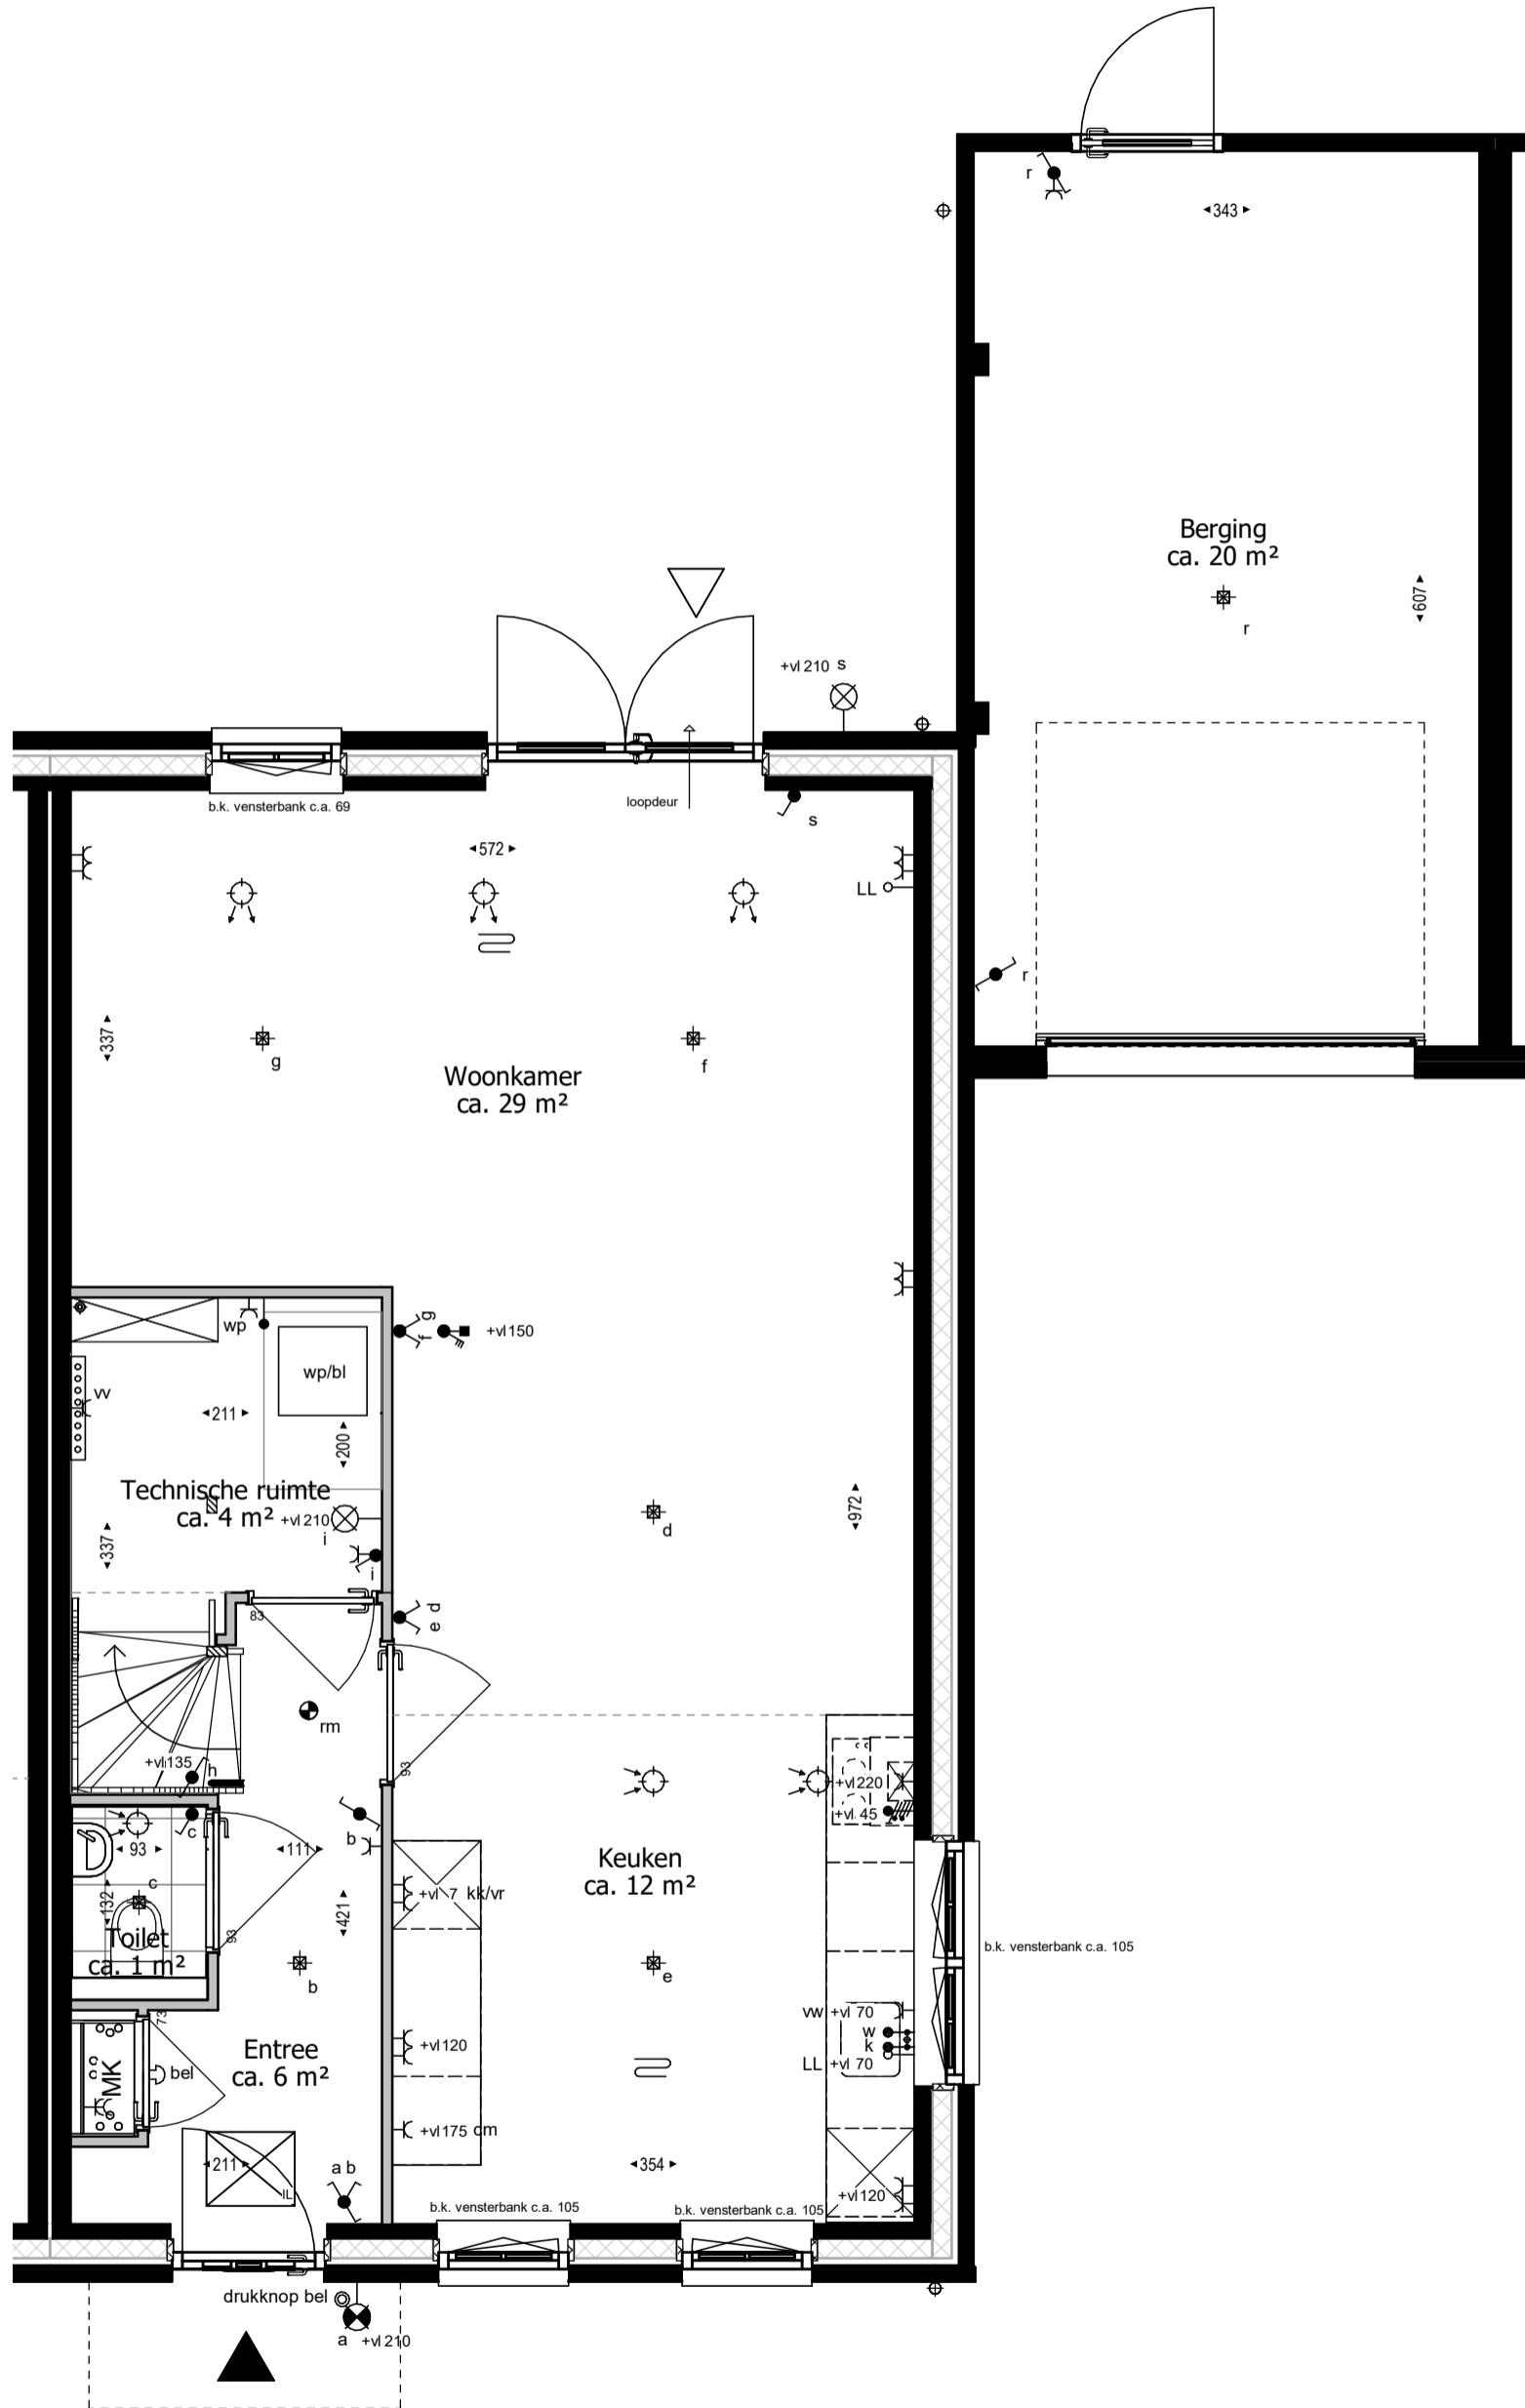 r
343
Berging
ca. 20 m²
607
r
+vl 210 s
b.k. vensterbank c.a. 69
loopdeur
s
572
LL
r
337
g
f
Woonkamer
ca. 29 m²
wp
g
f
+vl 150
wp/bl
vv
211
200
Technische ruimte
ca. 4 m²
+vl 210
i
337
i
d
972
83
e d
rm
93
+vl 135
h
+vl 220
+vl 45
c
b
93
111
Keuken
ca. 12 m²
c
132
421
+vl 7 kk/vr
93
Toilet
ca. 1 m²
b
e
b.k. vensterbank c.a. 105
73
vw +vl 70
w
k
LL +vl 70
Entree
ca. 6 m²
+vl 120
MK
bel
+vl 175 cm
211
IL
a b
354
+vl 120
b.k. vensterbank c.a. 105
b.k. vensterbank c.a. 105
drukknop bel
a +vl 210